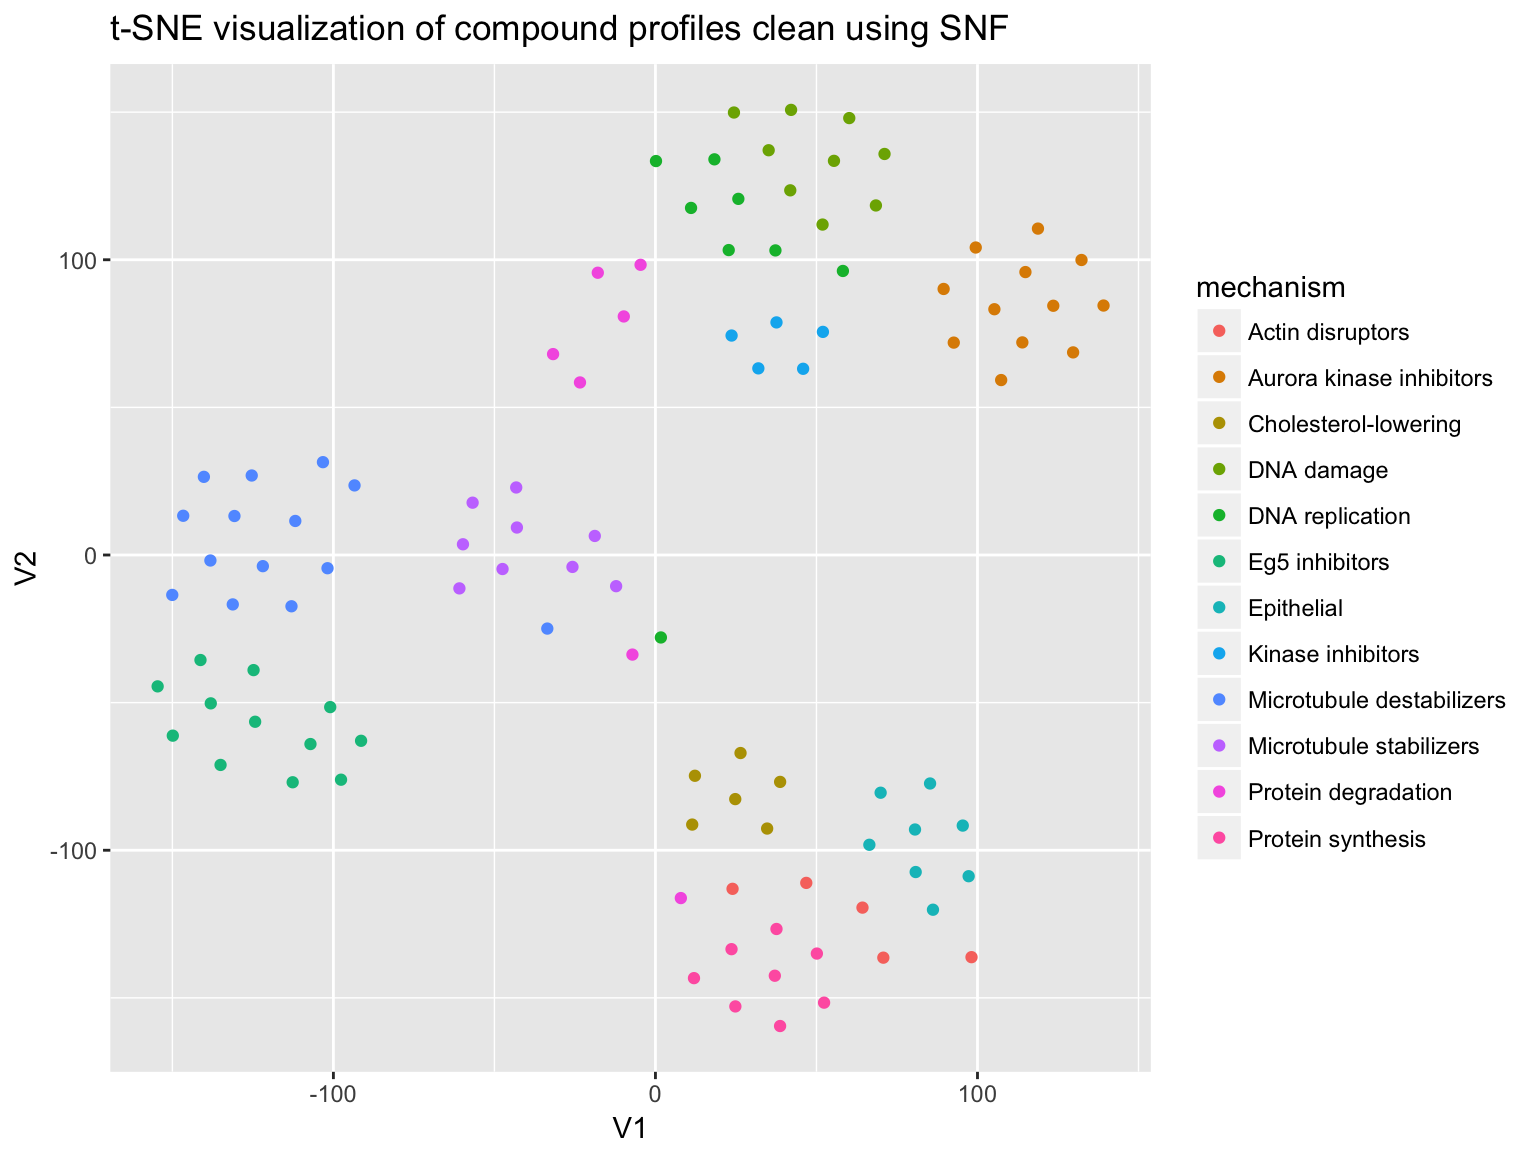 t-SNE visualization of compound profiles clean using SNF
100
0
-100
V2
-100
0
100
V1
mechanism
Actin disruptors
Aurora kinase inhibitors
Cholesterol-lowering
DNA damage
DNA replication
Eg5 inhibitors
Epithelial
Kinase inhibitors
Microtubule destabilizers
Microtubule stabilizers
Protein degradation
Protein synthesis